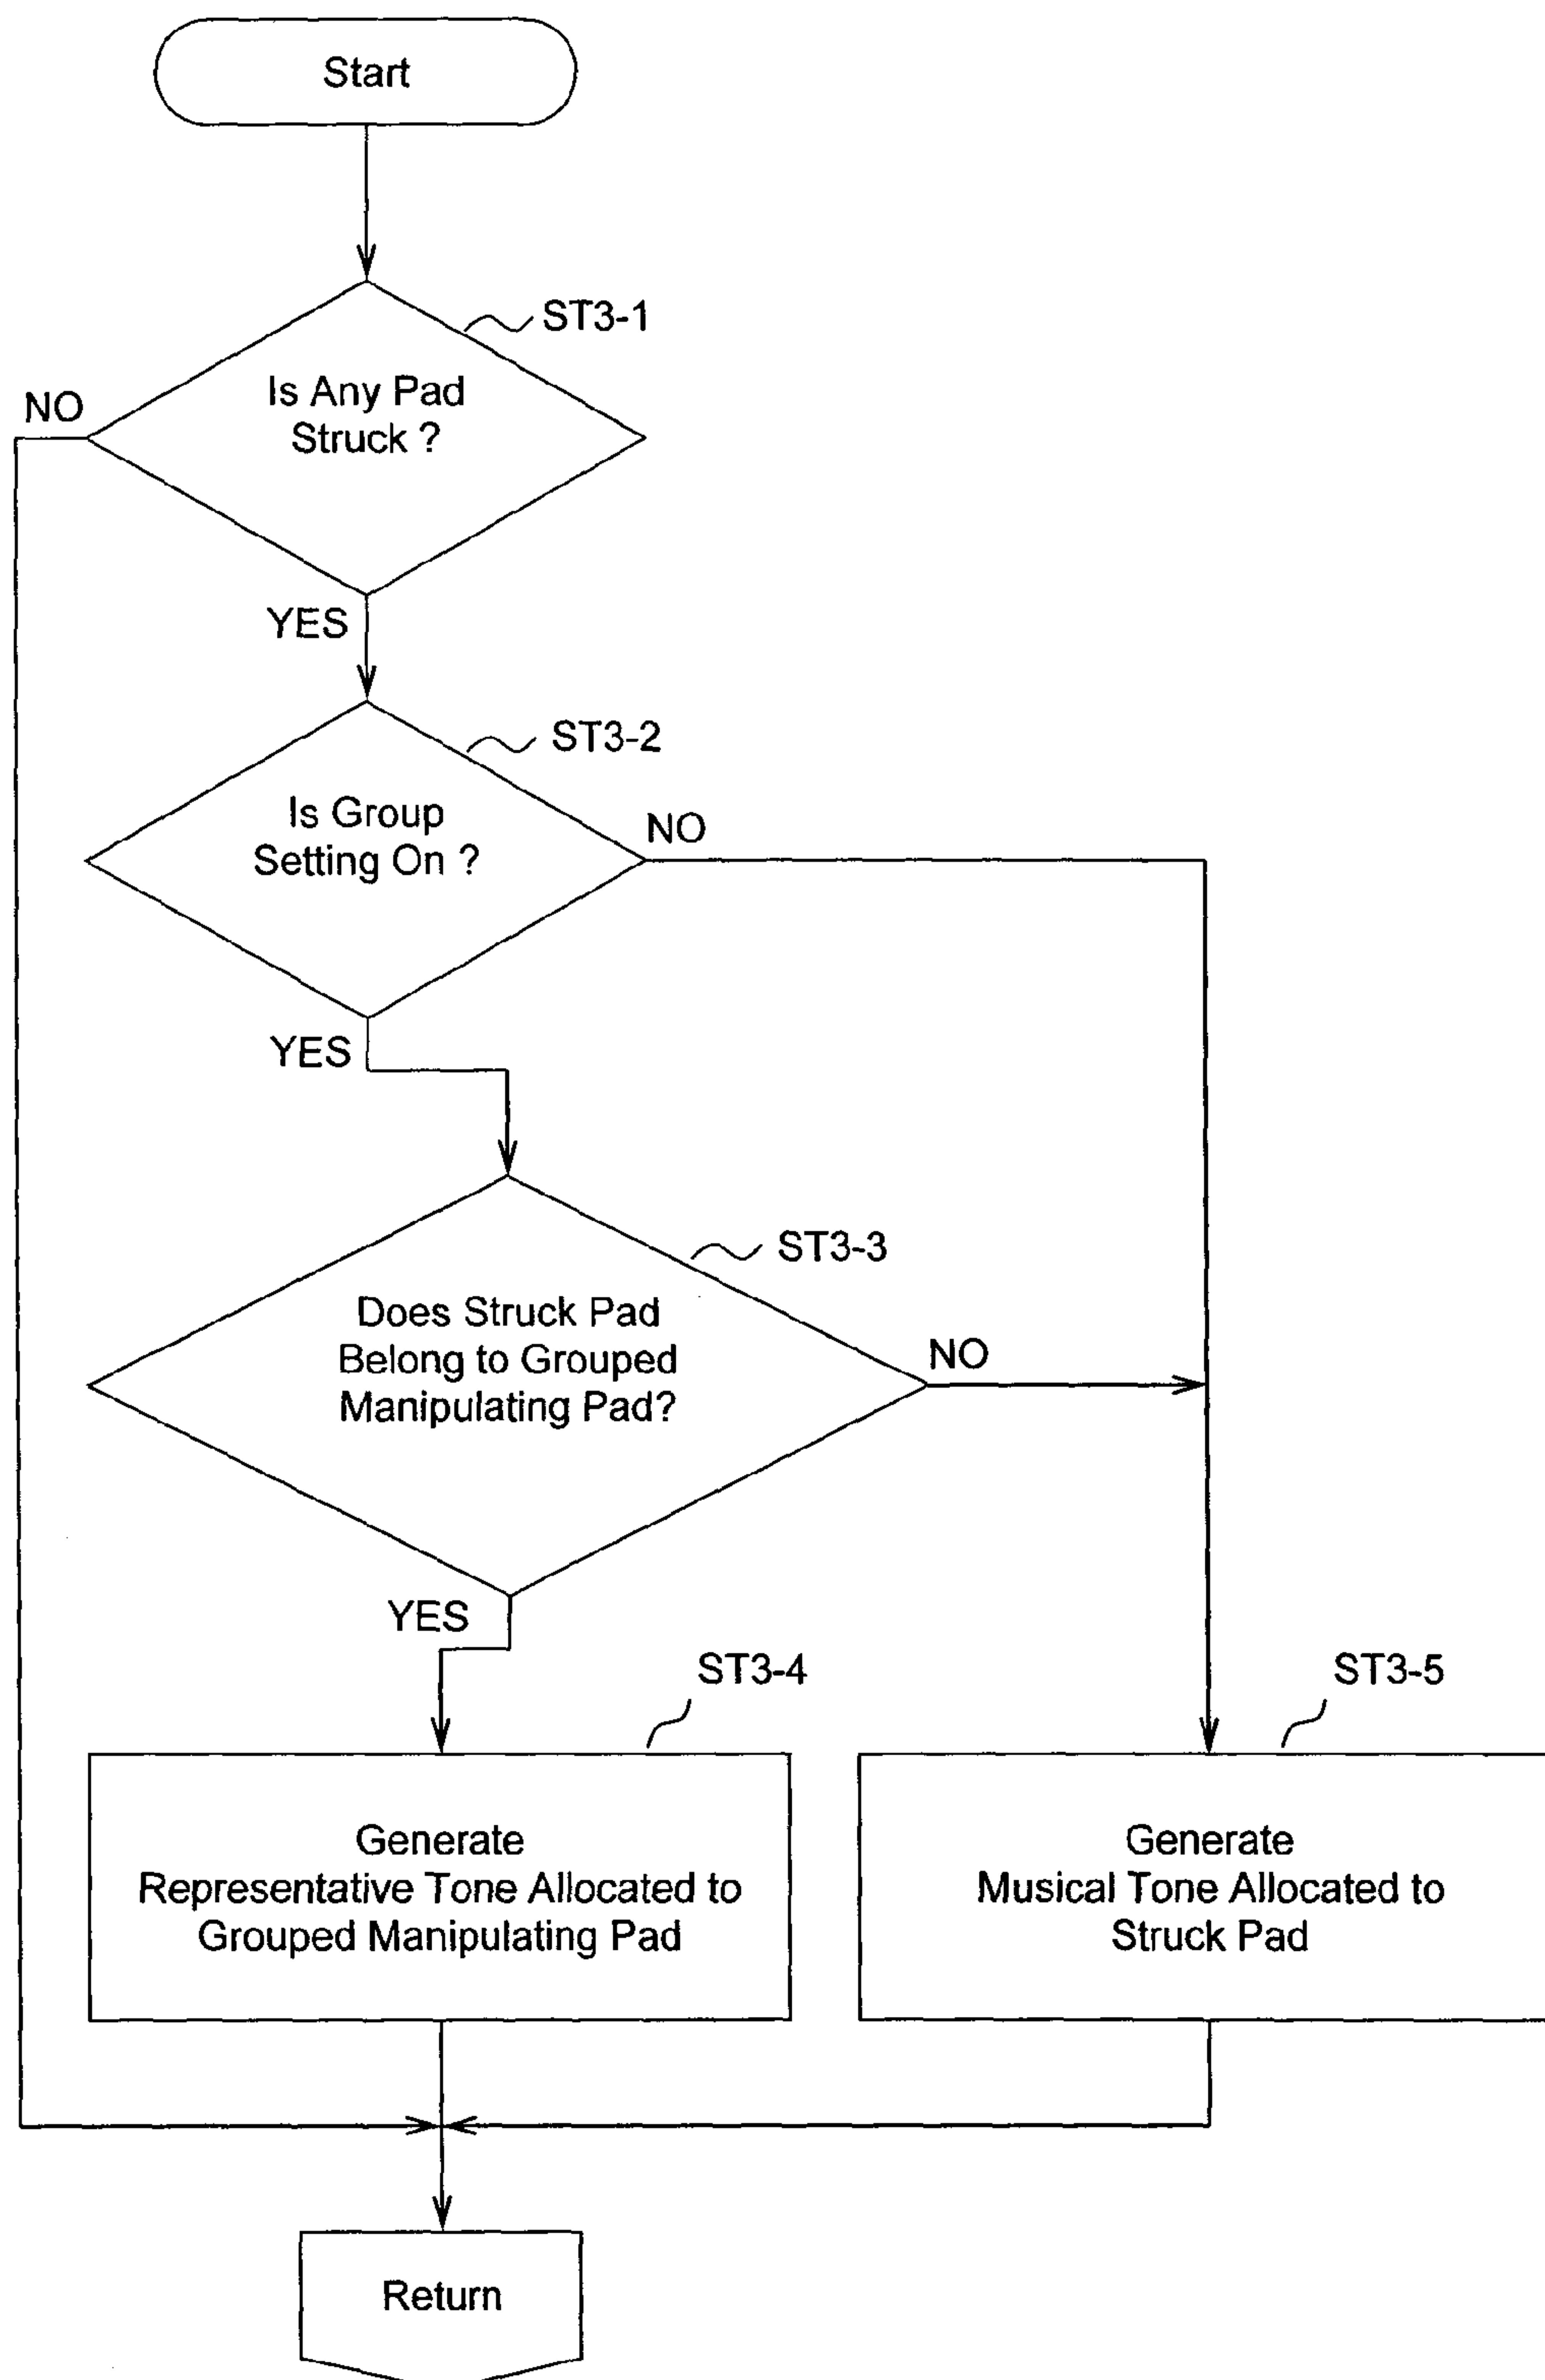 Start
ST3-1
Is Any Pad
Struck ?
NO
YES
ST3-2
Is Group
Setting On ?
NO
YES
ST3-3
Does Struck Pad
Belong to Grouped
Manipulating Pad?
NO
YES
ST3-4
ST3-5
Generate
Representative Tone Allocated to
Grouped Manipulating Pad
Generate
Musical Tone Allocated to
Struck Pad
Return